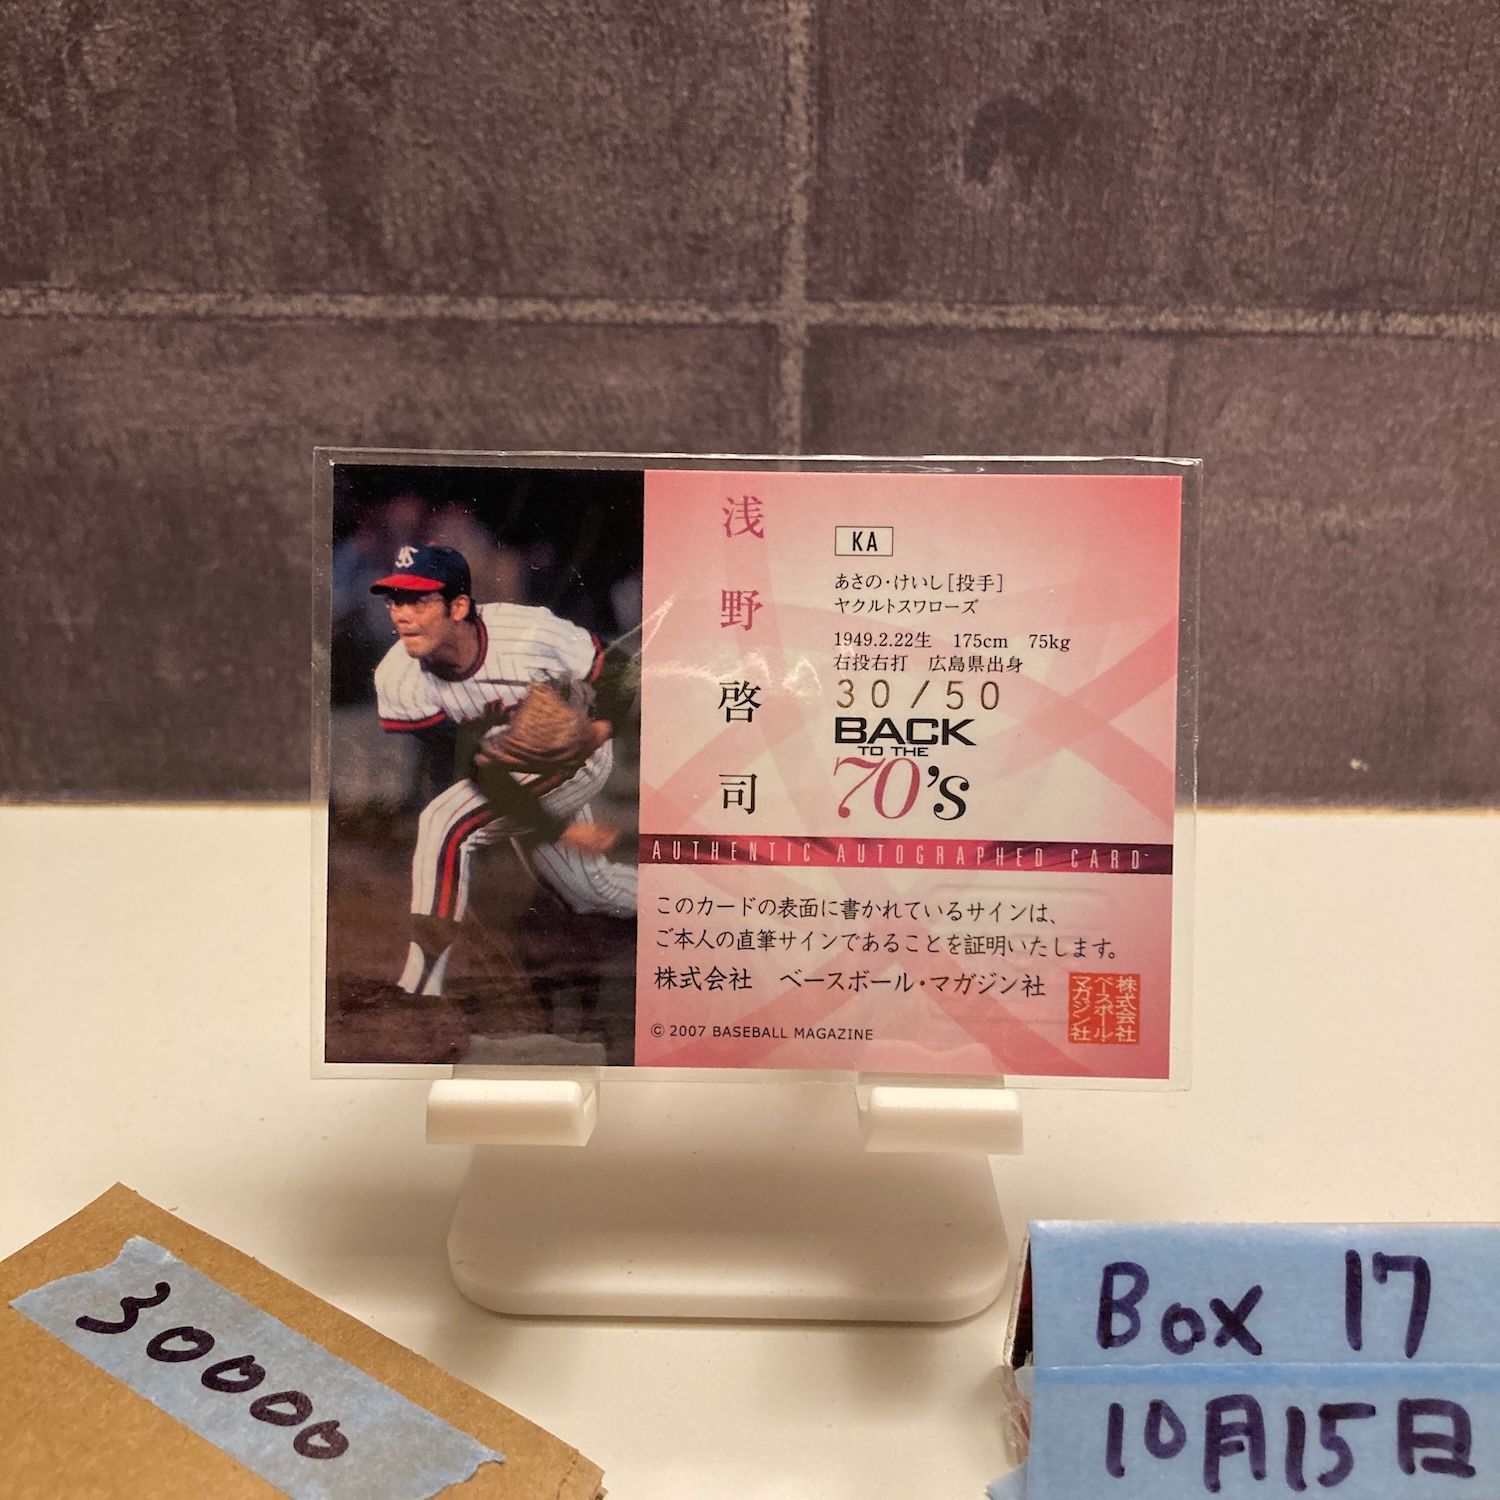 浅野啓司
KA
あさの・けいし[投手]
ヤクルトスワローズ
1949.2.22生 175cm 75kg
右投右打 広島県出身
30/50
BACK
TO THE
70's
AUTHENTIC AUTOGRAPHED CARD
このカードの表面に書かれているサインは、
ご本人の直筆サインであることを証明いたします。
株式会社 ベースボール・マガジン社
株式会社
ベースボール・
マガジン社
© 2007 BASEBALL MAGAZINE
30000
Box 17
10月15日